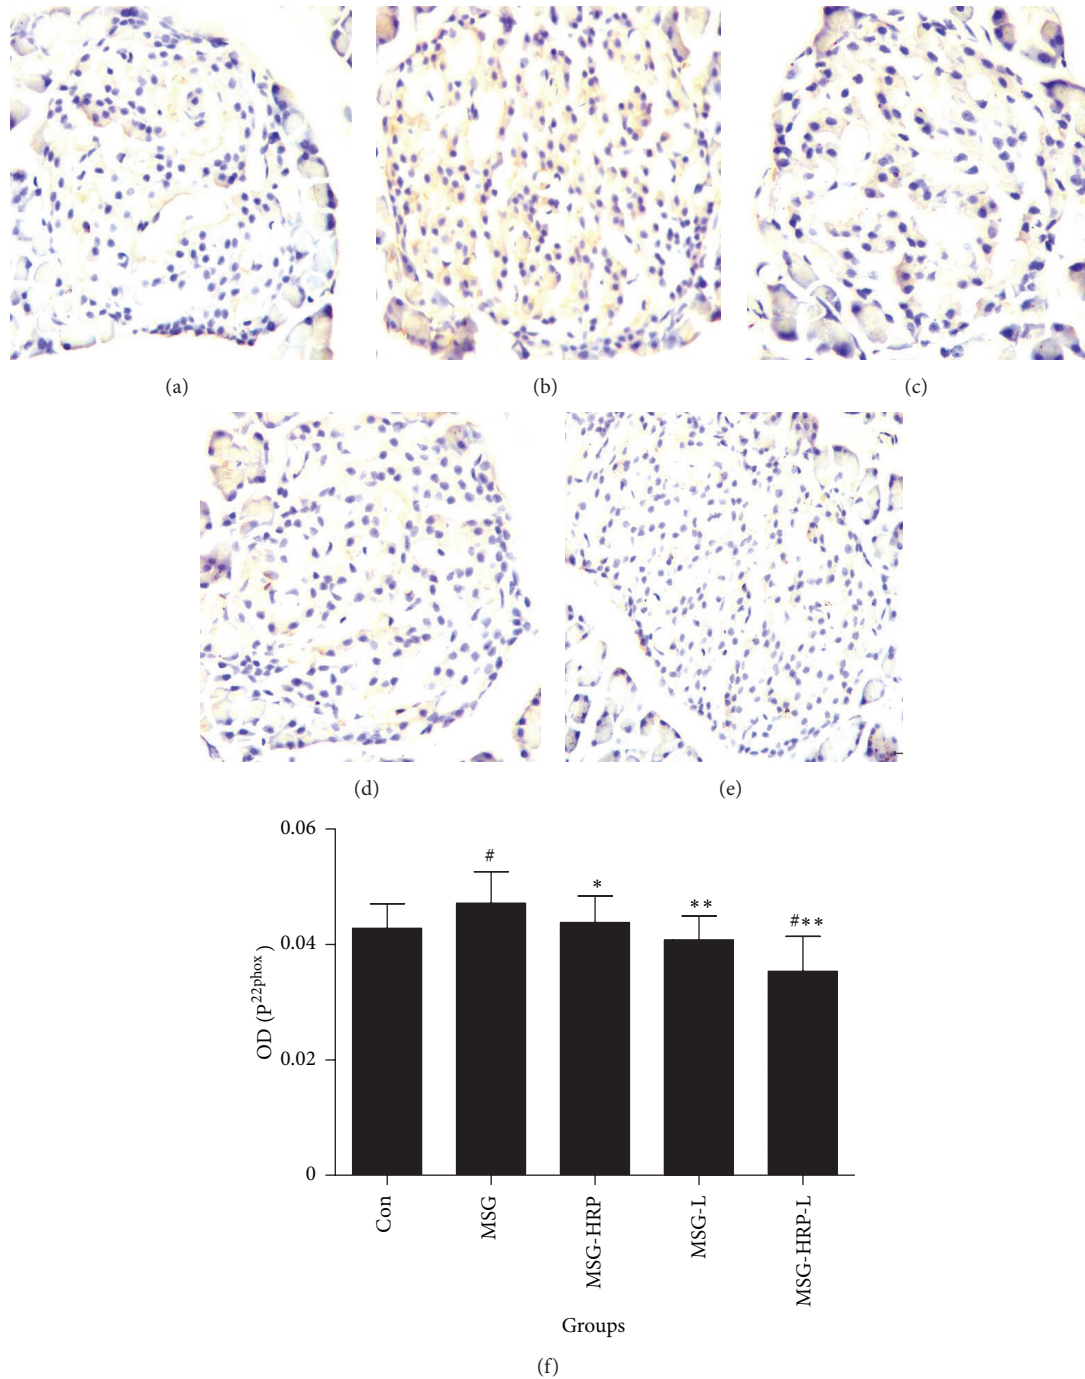 (a)
(b)
(c)
(d)
(e)
0.06
0.04
0.02
0
OD (P22phox)
#
*
**
#**
Con
MSG
MSG-HRP
MSG-L
MSG-HRP-L
Groups
(f)